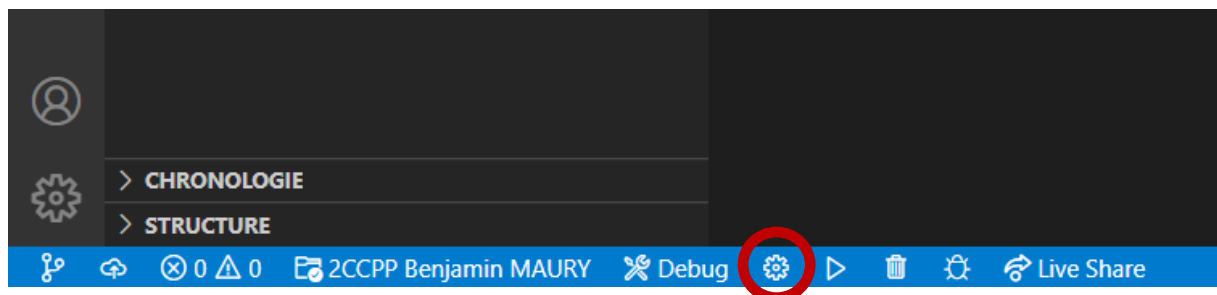 CHRONOLOGIE
STRUCTURE
0 0 2CCPP Benjamin MAURY Debug Live Share